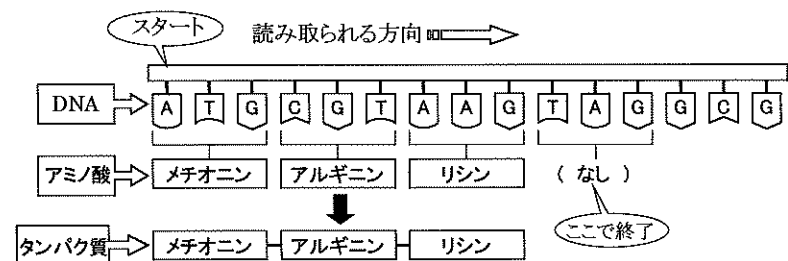 スタート
読み取られる方向
DNA A T G C G T A A G T A G G C G
アミノ酸 メチオニン アルギニン リシン (なし)
ここで終了
タンパク質 メチオニン アルギニン リシン